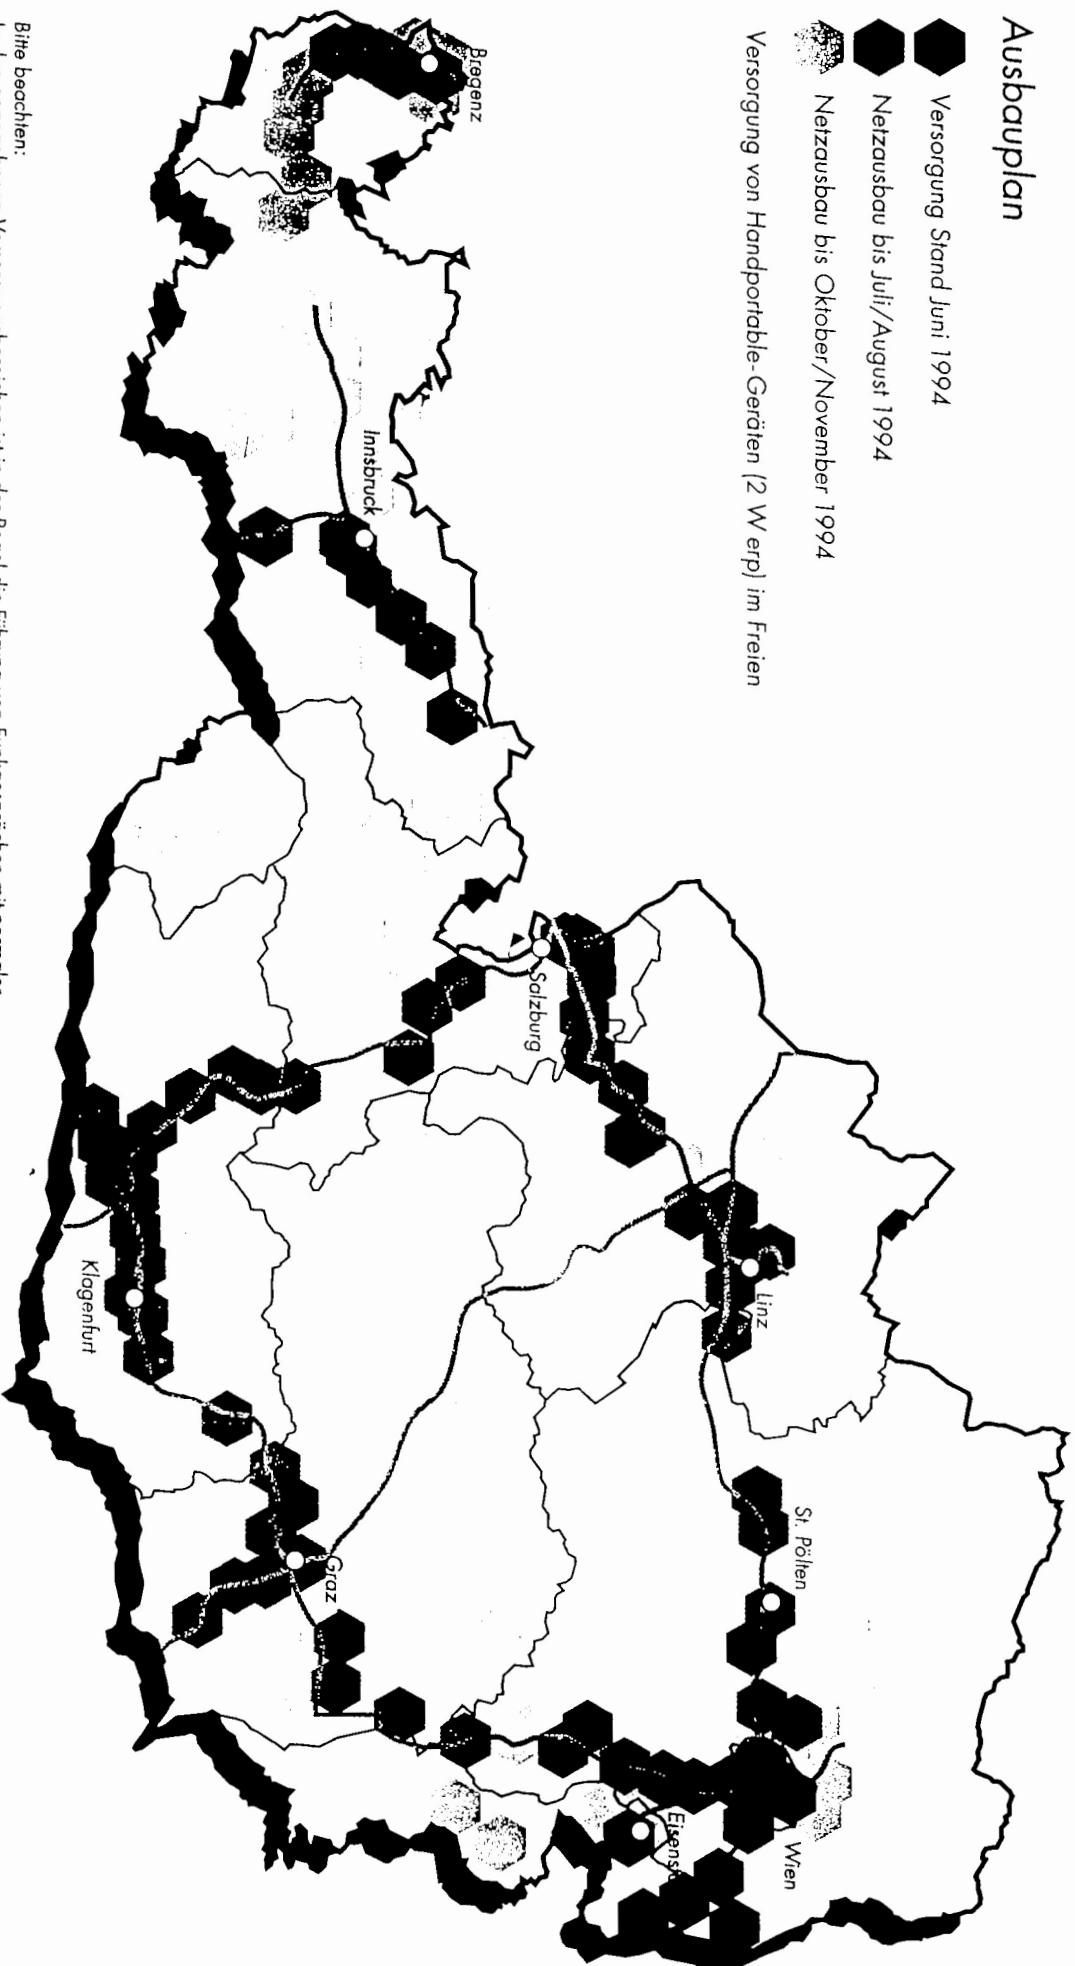 Ausbauplan
Versorgung Stand Juni 1994
Netzausbau bis Juli/August 1994
Netzausbau bis Oktober/November 1994
Versorgung von Handportable-Geräten (2 W erp) im Freien
Bregenz
Innsbruck
Salzburg
Linz
St. Pölten
Wien
Eisenst
Graz
Klagenfurt
Bitte beachten: